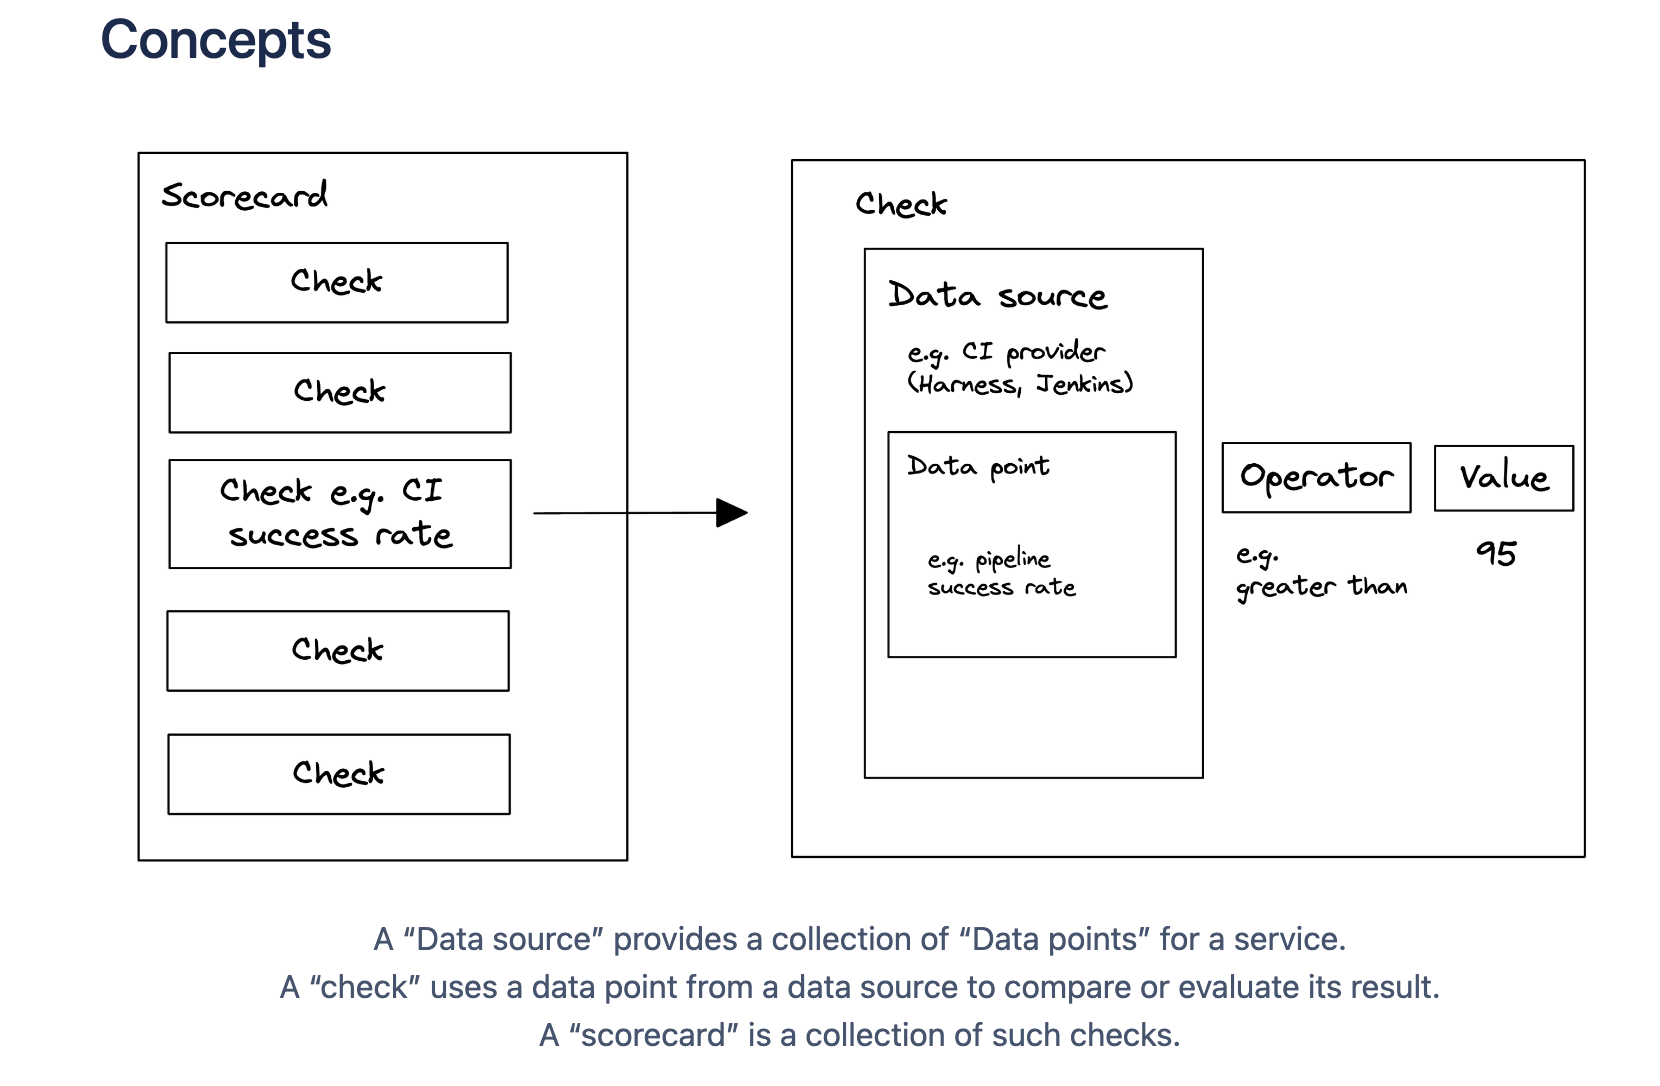 Concepts
Scorecard
Check
Check
Check e.g. CI
success rate
Check
Check
Check
Data source
e.g. CI provider
(Harness, Jenkins)
Data point
e.g. pipeline
success rate
Operator
e.g.
greater than
Value
95
A “Data source” provides a collection of “Data points” for a service.
A “check” uses a data point from a data source to compare or evaluate its result.
A “scorecard” is a collection of such checks.